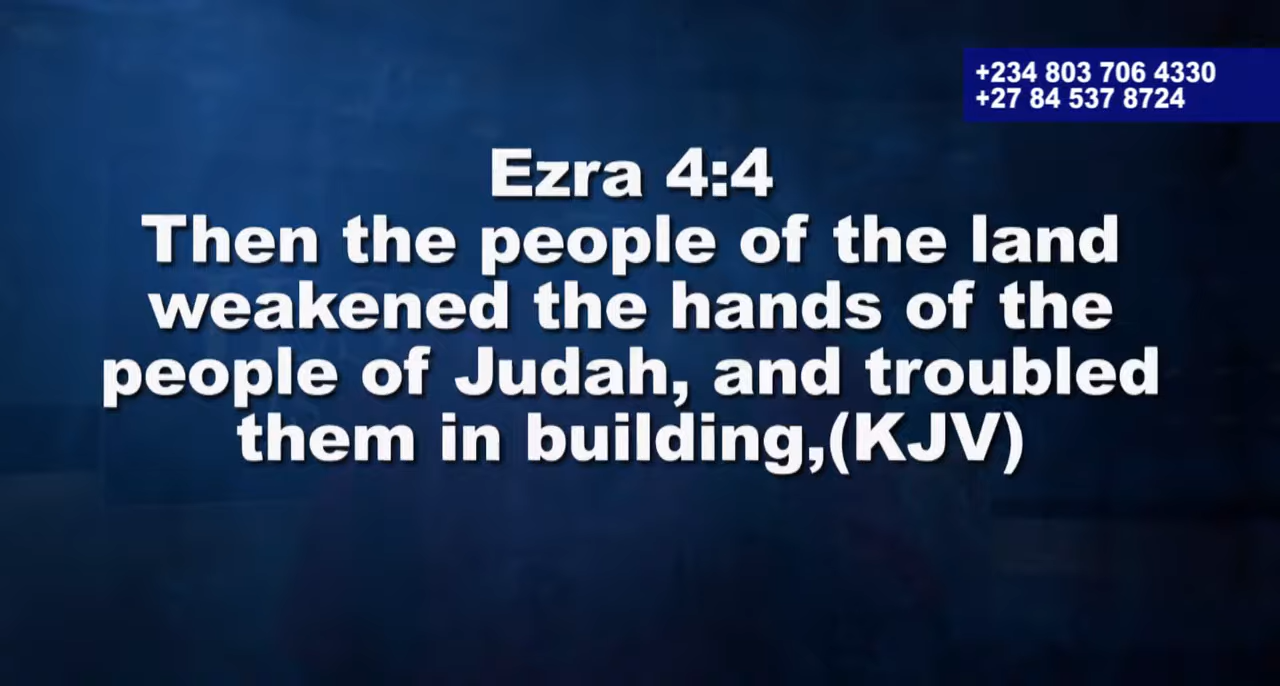 +234 803 706 4330
+27 84 537 8724
Ezra 4:4
Then the people of the land
weakened the hands of the
people of Judah, and troubled
them in building,(KJV)